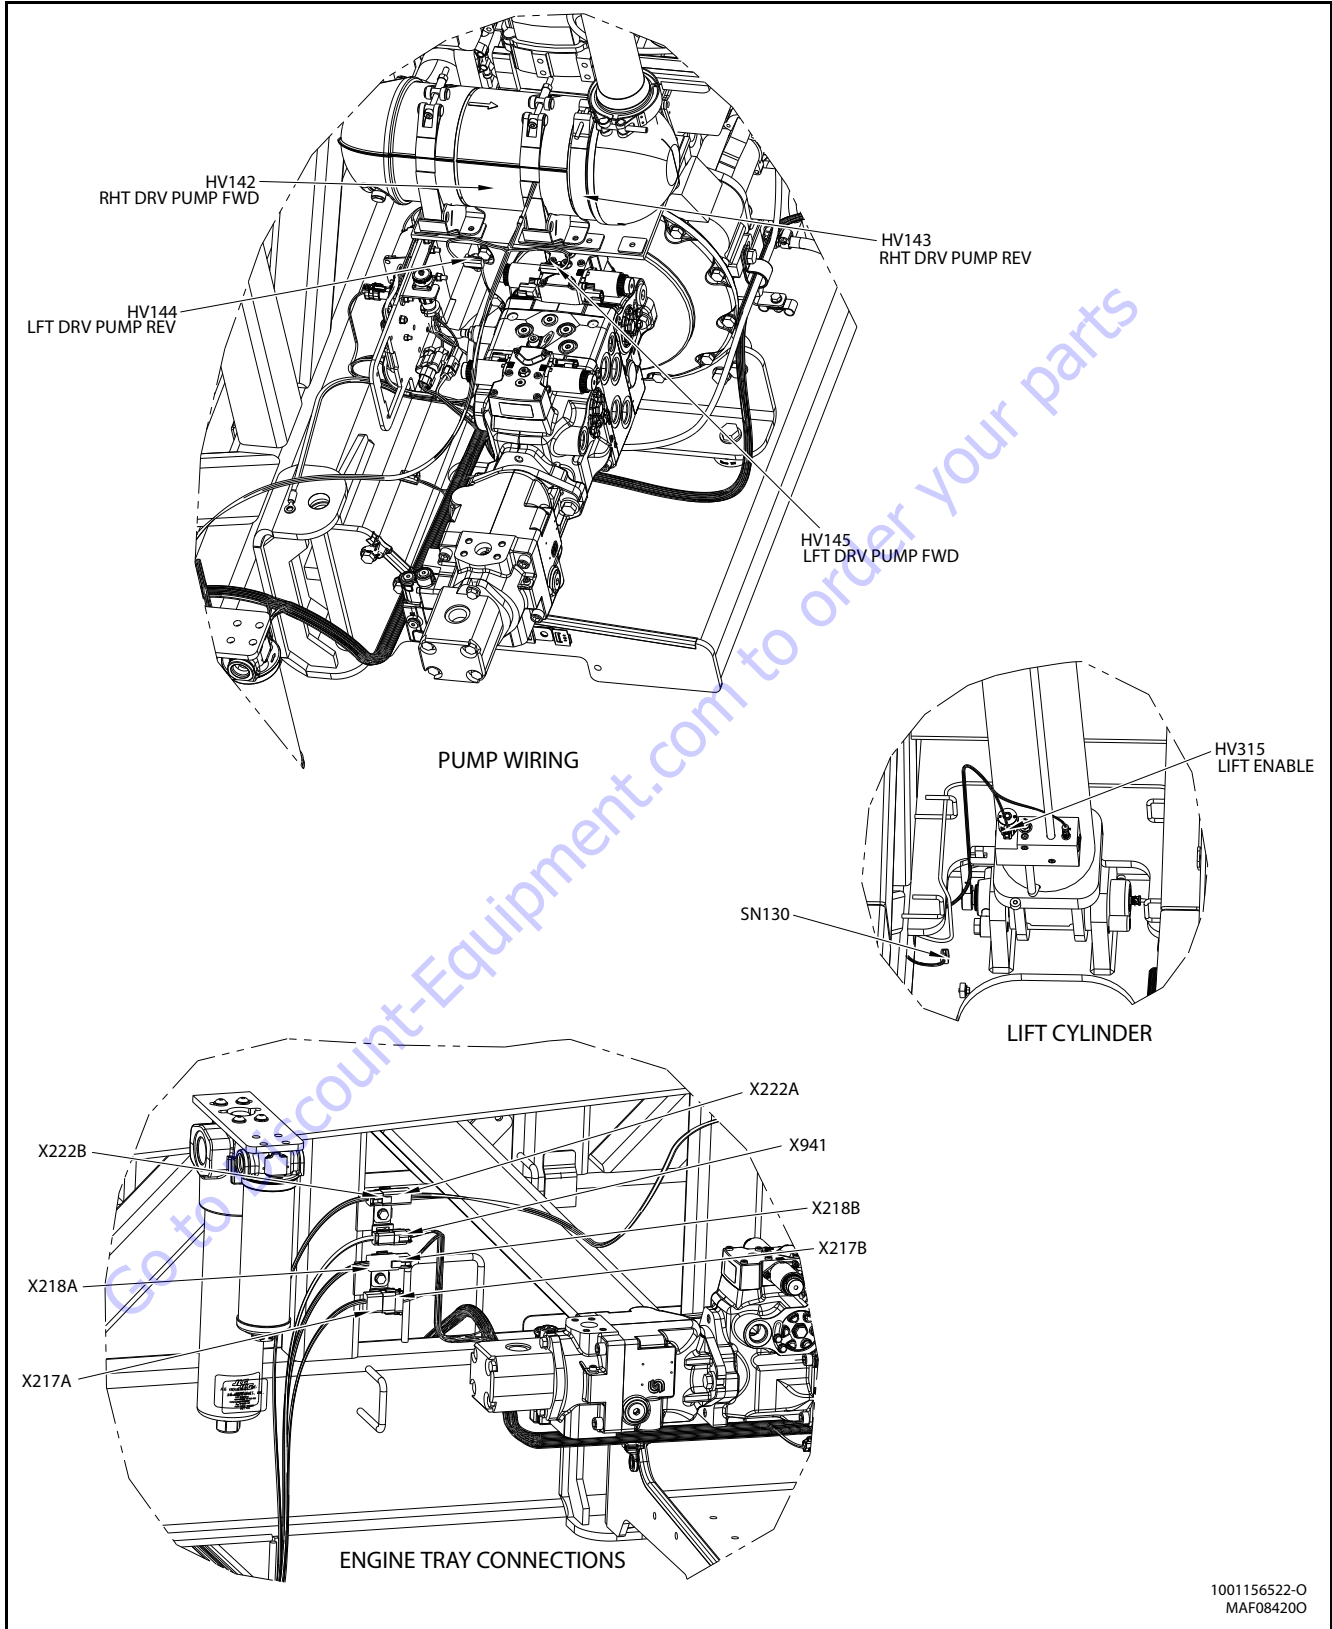 HV142
RHT DRV PUMP FWD
HV143
RHT DRV PUMP REV
HV144
LFT DRV PUMP REV
HV145
LFT DRV PUMP FWD
PUMP WIRING
HV315
LIFT ENABLE
SN130
LIFT CYLINDER
X222A
X222B
X941
X218B
X217B
X218A
X217A
ENGINE TRAY CONNECTIONS
Go to Discount-Equipment.com to order your parts
1001156522-O
MAF08420O